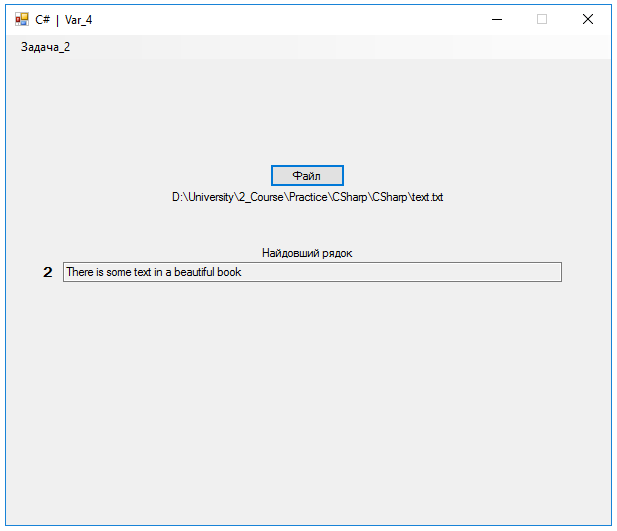 C# | Var_4
Задача_2
Файл
D:\University\2_Course\Practice\CSharp\CSharp\text.txt
Найдовший рядок
2 There is some text in a beautiful book